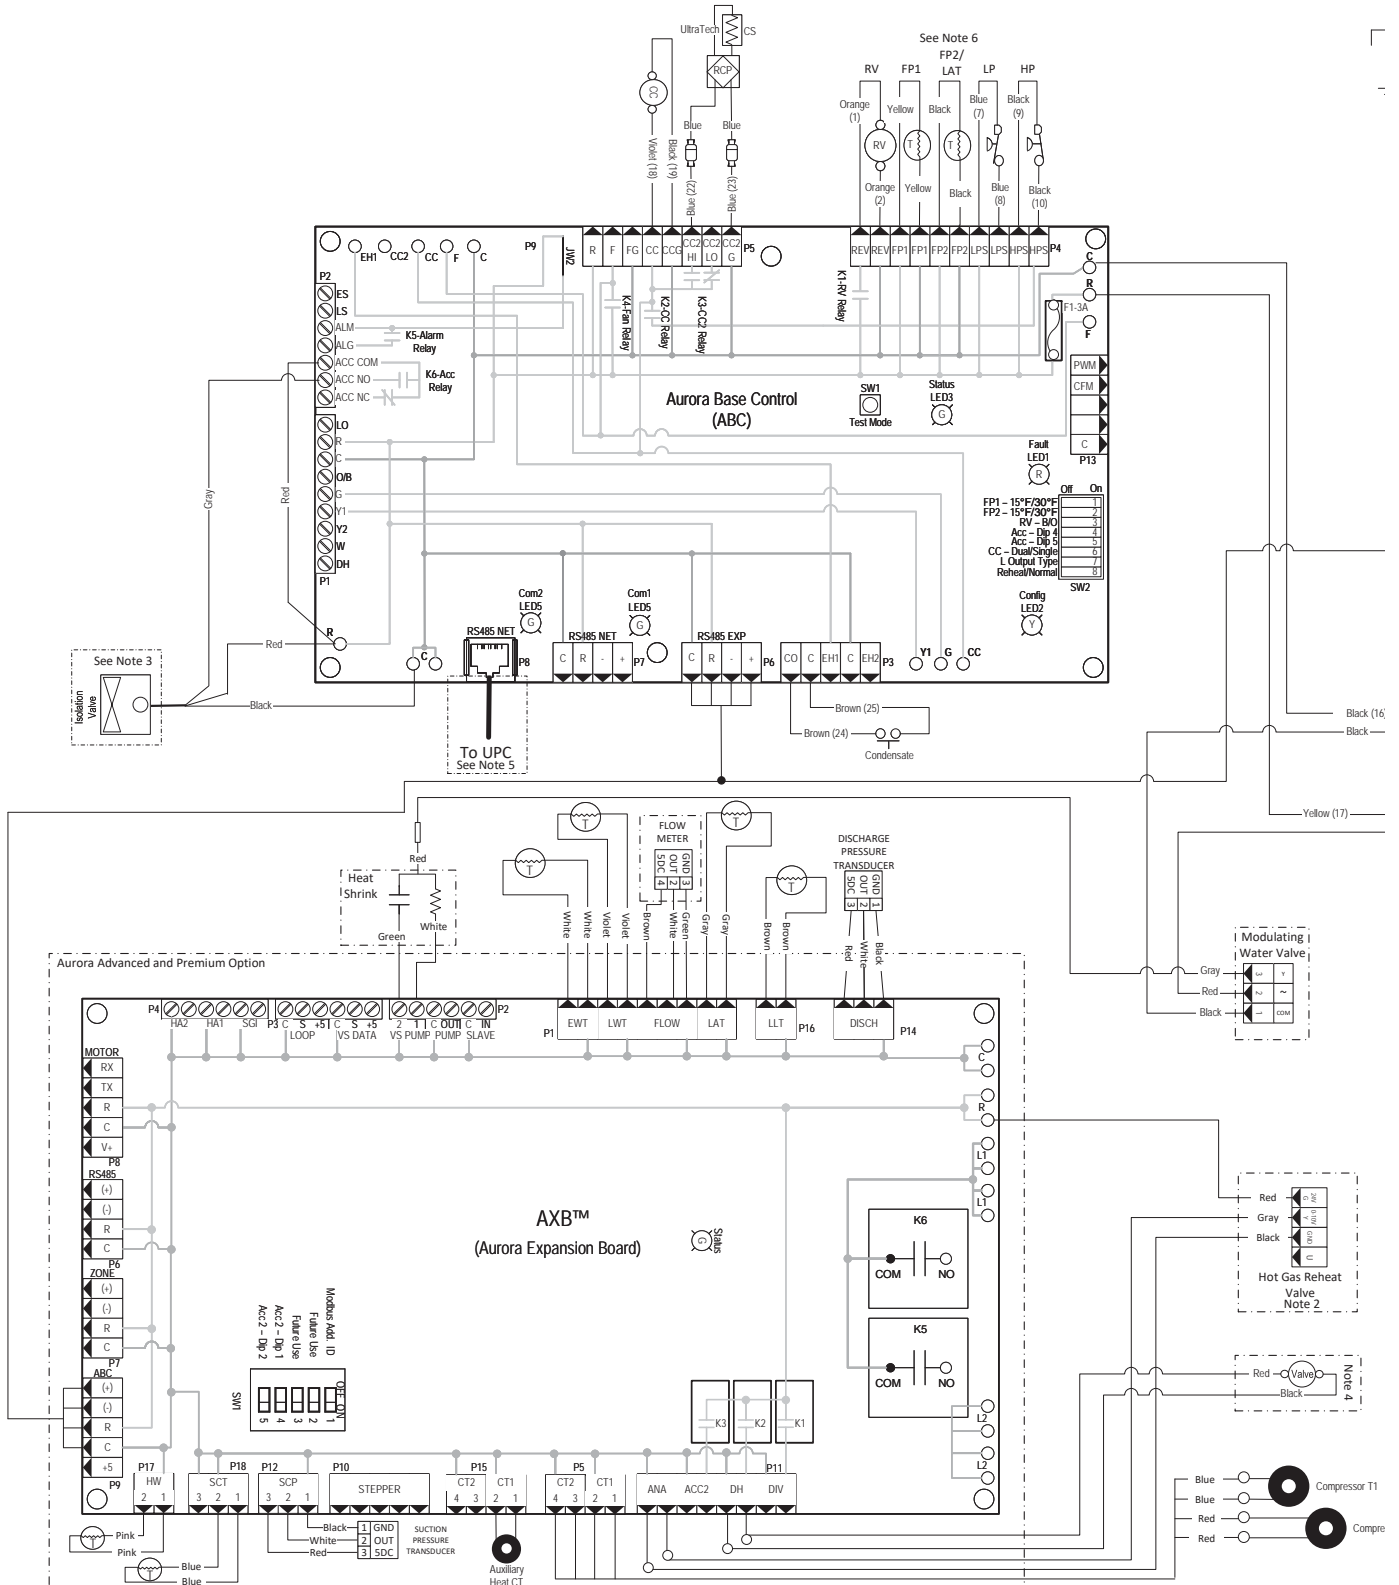 UltraTech
CS
RCP
CC
Violet (18)
Black (19)
Blue
Blue
Blue (22)
Blue (23)
See Note 6
RV
FP1
FP2/
LAT
LP
HP
Orange
(1)
Yellow
Black
Blue
(7)
Black
(9)
RV
T
T
Orange
(2)
Yellow
Black
Blue
(8)
Black
(10)
EH1
CC2
CC
F
C
P9
JW2
R
F
FG
CC
CCG
CC2
HI
CC2
LO
CC2
G
P5
REV
REV
FP1
FP1
FP2
FP2
LPS
LPS
HPS
HPS
P4
C
R
F1-3A
F
P2
ES
LS
ALM
ALG
ACC COM
ACC NO
ACC NC
K5-Alarm
Relay
K6-Acc
Relay
K4-Fan Relay
K2-CC Relay
K3-CC2 Relay
K1-RV Relay
Aurora Base Control
(ABC)
SW1
Test Mode
Status
LED3
G
PWM
CFM
C
P13
Fault
LED1
R
LO
R
C
O/B
G
Y1
Y2
W
DH
P1
Off
On
FP1 – 15°F/30°F
FP2 – 15°F/30°F
RV – B/O
Acc – Dip 4
Acc – Dip 5
CC – Dual/Single
L Output Type
Reheat/Normal
1
2
3
4
5
6
7
8
SW2
Config
LED2
Y
Gray
Red
R
Red
Black
See Note 3
Isolation
Valve
C
RS485 NET
P8
Com2
LED5
G
Com1
LED5
G
RS485 NET
C
R
-
+
P7
RS485 EXP
C
R
-
+
P6
CO
C
EH1
C
EH2
P3
Y1
G
CC
To UPC
See Note 5
Brown (25)
Brown (24)
Condensate
Black (16)
Black
Yellow (17)
Red
Heat
Shrink
White
Green
T
T
T
T
FLOW
METER
5DC
OUT
GND
4
2
3
DISCHARGE
PRESSURE
TRANSDUCER
5DC
OUT
GND
3
2
1
White
White
Violet
Violet
Brown
White
Green
Gray
Gray
Brown
Brown
Red
White
Black
Modulating
Water Valve
Gray
Red
Black
3
2
1
Y
~
COM
Aurora Advanced and Premium Option
P4
HA2
HA1
SGI
P3
C
S
+5
C
S
+5
LOOP
VS DATA
2
1
C
OUT
C
IN
VS PUMP
PUMP
SLAVE
P2
P1
EWT
LWT
FLOW
LAT
LLT
P16
DISCH
P14
MOTOR
RX
TX
R
C
V+
P8
RS485
(+)
(-)
R
C
P6
ZONE
(+)
(-)
R
C
P7
ABC
(+)
(-)
R
C
+5
P9
C
R
L1
L1
L2
L2
AXB™
(Aurora Expansion Board)
G
Status
K6
COM
NO
K5
COM
NO
Acc2 – Dip 2
Acc2 – Dip 1
Future Use
Future Use
Modbus Add. ID
SW1
OFF
ON
5
4
3
2
1
K3
K2
K1
P17
HW
2
1
SCT
P18
3
2
1
P12
SCP
3
2
1
P10
STEPPER
P15
CT2
CT1
4
3
2
1
P5
CT2
CT1
4
3
2
1
ANA
ACC2
DH
DIV
P11
Pink
Pink
T
T
Blue
Blue
Black
White
Red
1 GND
2 OUT
3 5DC
SUCTION
PRESSURE
TRANSDUCER
Auxiliary
Heat CT
Red
Gray
Black
24V
G
0-10V
Y
GND
U
Hot Gas Reheat
Valve
Note 2
Red
Valve
Black
Note 4
Blue
Blue
Red
Red
Compressor T1
Compre